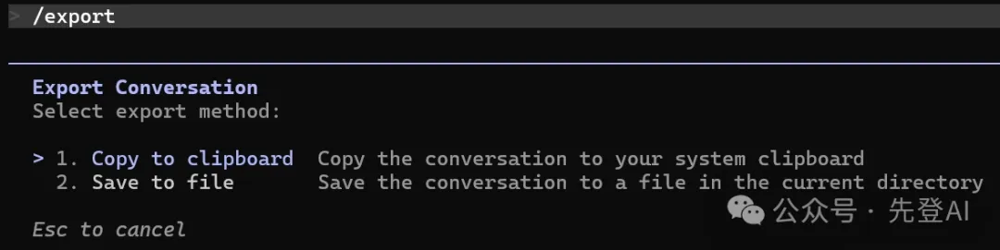 > /export
Export Conversation
Select export method:
> 1. Copy to clipboard  Copy the conversation to your system clipboard
2. Save to file  Save the conversation to a file in the current directory
公众号 · 先登AI
Esc to cancel